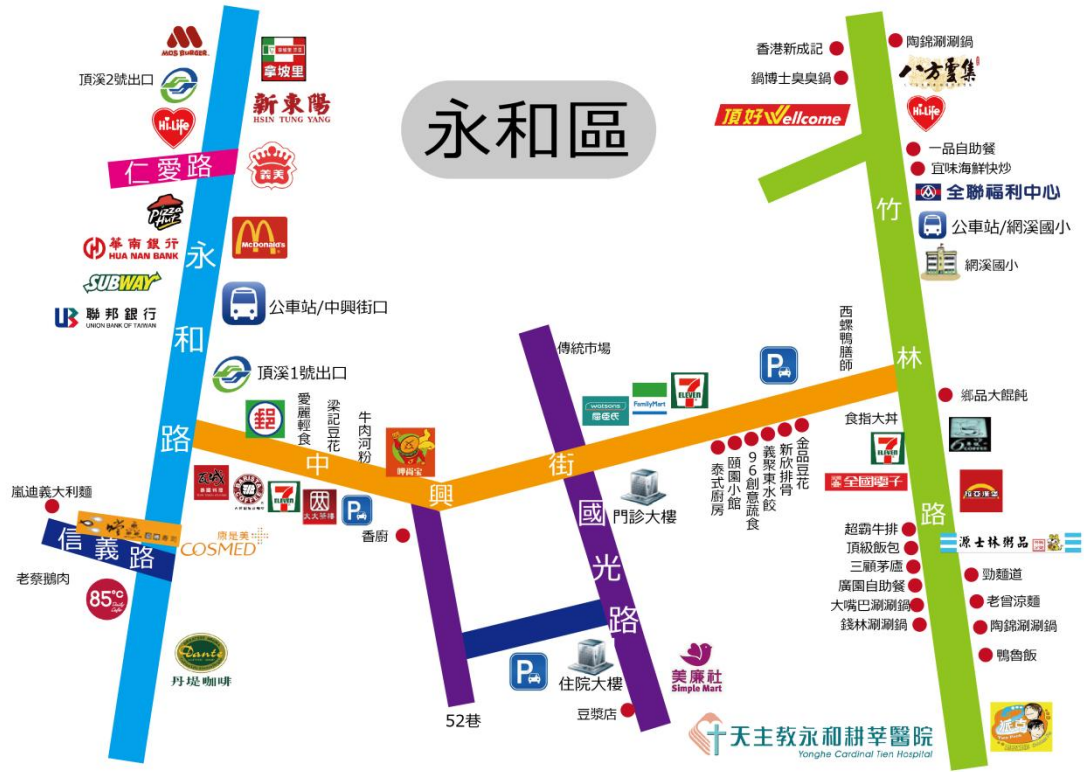 永和區
MOS BURGER
頂溪2號出口
Hi-Life
拿坡里
新東陽
HSIN TUNG YANG
仁愛路
義美
Pizza Hut
華南銀行
HUA NAN BANK
SUBWAY
聯邦銀行
UNION BANK OF TAIWAN
McDonald's
公車站/中興街口
頂溪1號出口
永和路
郵
愛麗輕食
梁記豆花
牛肉河粉
瓦城
7 ELEVEN
P
香廚
嵐迪義大利麵
信義路
康是美
COSMED
老蔡鵝肉
85°C
Daily Cafe
Dante
丹堤咖啡
中興街
52巷
傳統市場
watsons
屈臣氏
FamilyMart
7 ELEVEN
P
西螺鴨膳師
泰式廚房
頤園小館
96創意蔬食
義聚東水餃
新欣排骨
金品豆花
門診大樓
國光路
P
住院大樓
豆漿店
美廉社
Simple Mart
天主教永和耕莘醫院
Yonghe Cardinal Tien Hospital
香港新成記
鍋博士臭臭鍋
頂好Wellcome
陶錦涮涮鍋
八方雲集
Hi-Life
一品自助餐
宜味海鮮快炒
全聯福利中心
公車站/網溪國小
網溪國小
竹林路
鄉品大餛飩
食指大丼
7 ELEVEN
全國電子
拉亞漢堡
超霸牛排
頂級飯包
三顧茅廬
廣園自助餐
大嘴巴涮涮鍋
錢林涮涮鍋
源士林粥品
勁麵道
老曾涼麵
陶錦涮涮鍋
鴨魯飯